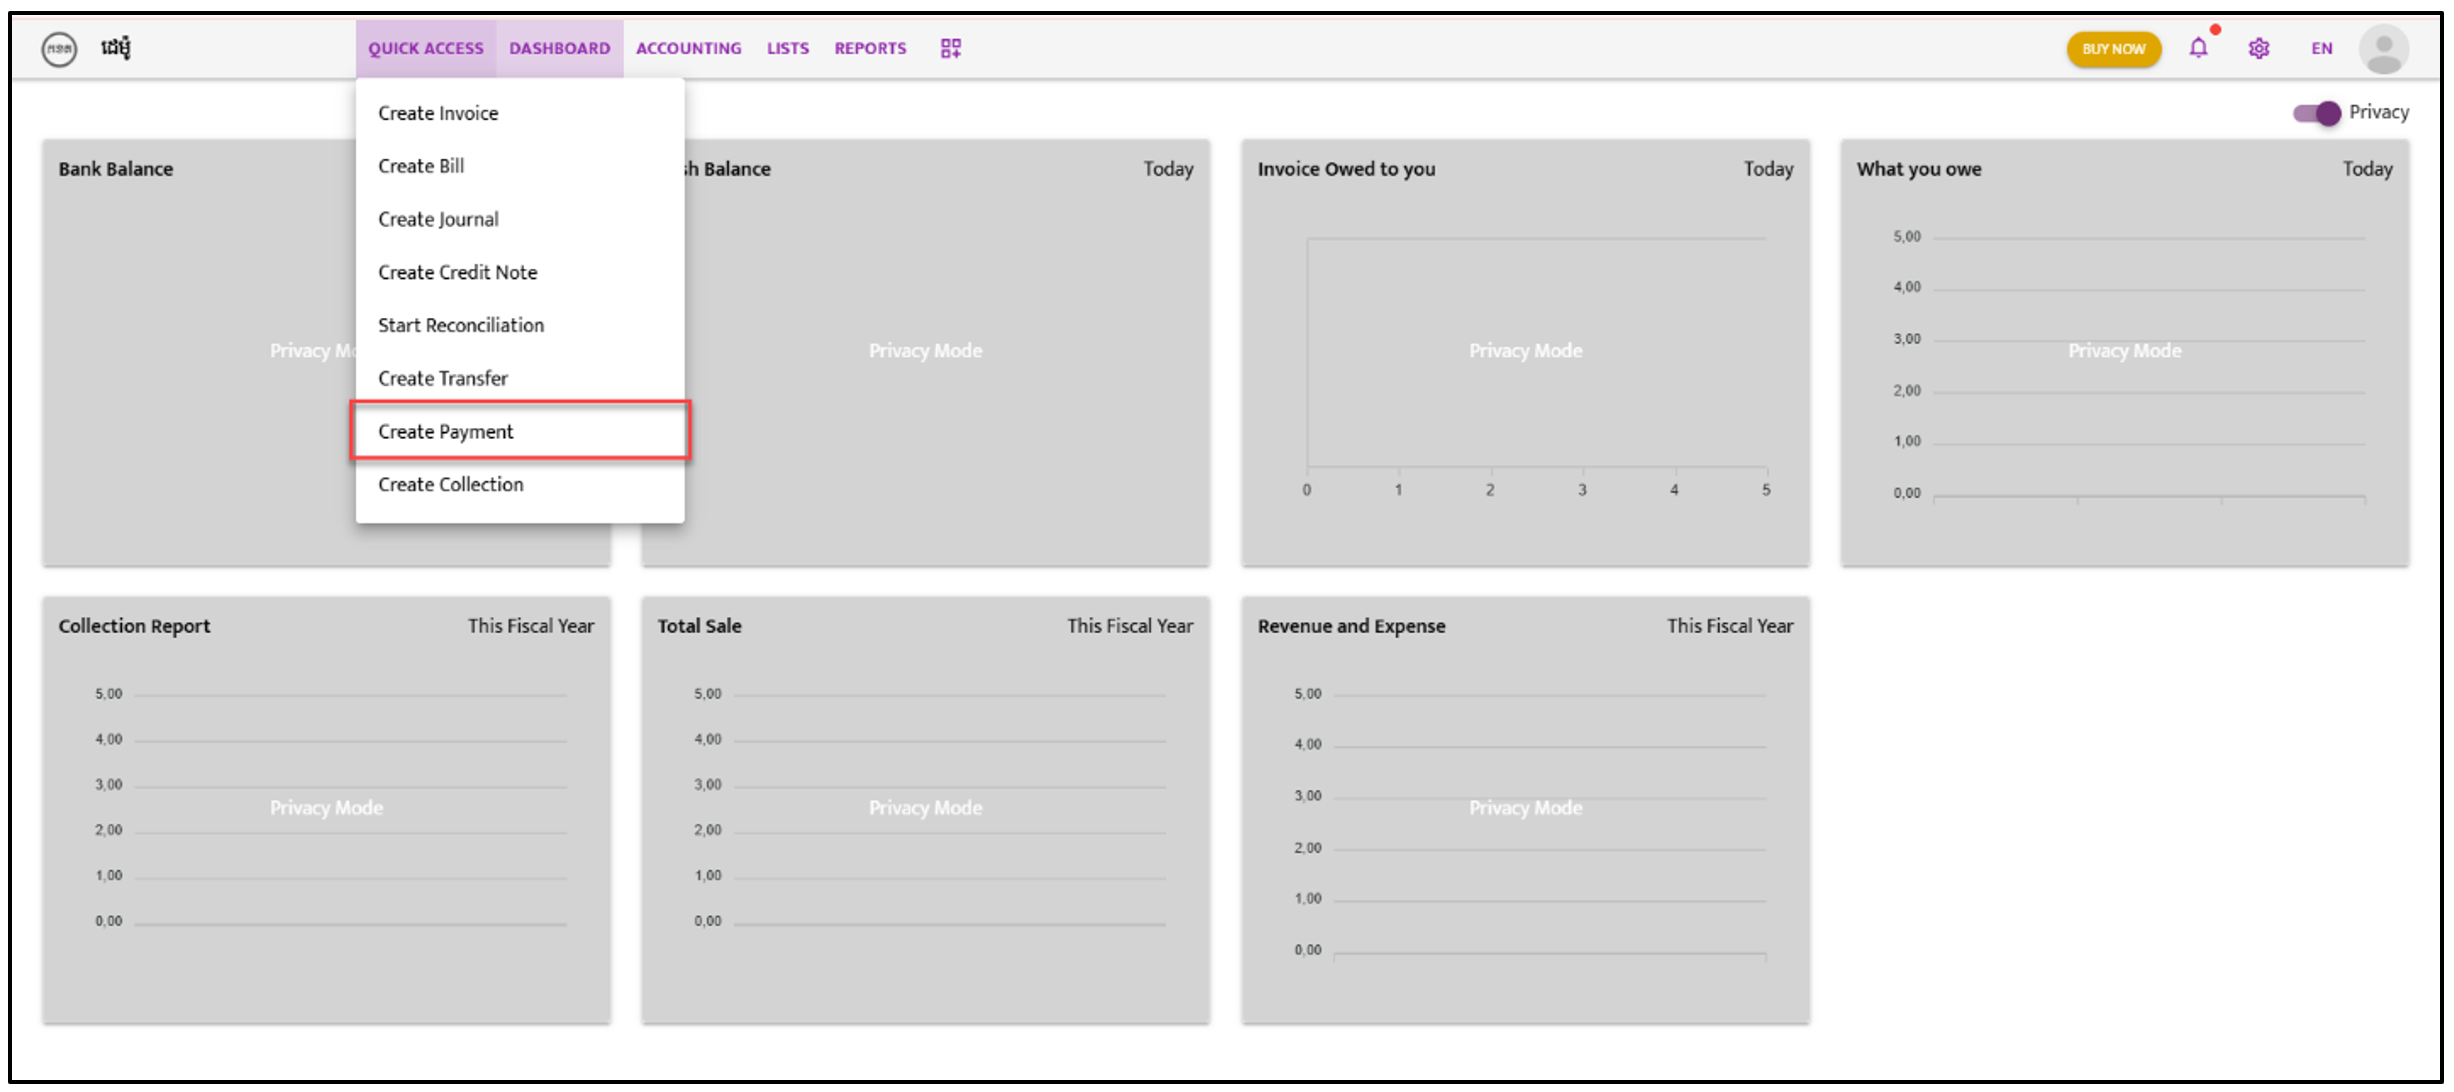 កខគ ដេម៉ូ QUICK ACCESS DASHBOARD ACCOUNTING LISTS REPORTS BUY NOW EN
Privacy
Create Invoice
Create Bill
Create Journal
Create Credit Note
Start Reconciliation
Create Transfer
Create Payment
Create Collection
Bank Balance
Privacy Mo
sh Balance Today
Privacy Mode
Invoice Owed to you Today
Privacy Mode
0 1 2 3 4 5
What you owe Today
5,00
4,00
3,00
Privacy Mode
2,00
1,00
0,00
Collection Report This Fiscal Year
5,00
4,00
3,00
Privacy Mode
2,00
1,00
0,00
Total Sale This Fiscal Year
5,00
4,00
3,00
Privacy Mode
2,00
1,00
0,00
Revenue and Expense This Fiscal Year
5,00
4,00
3,00
Privacy Mode
2,00
1,00
0,00